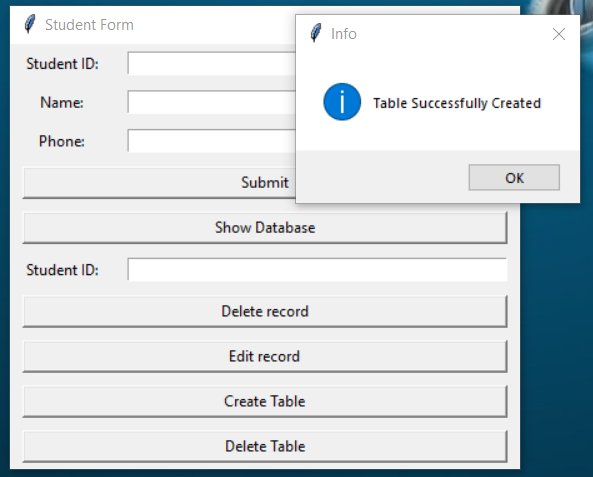 Student Form
Info
Student ID:
Name:
Phone:
Table Successfully Created
OK
Submit
Show Database
Student ID:
Delete record
Edit record
Create Table
Delete Table